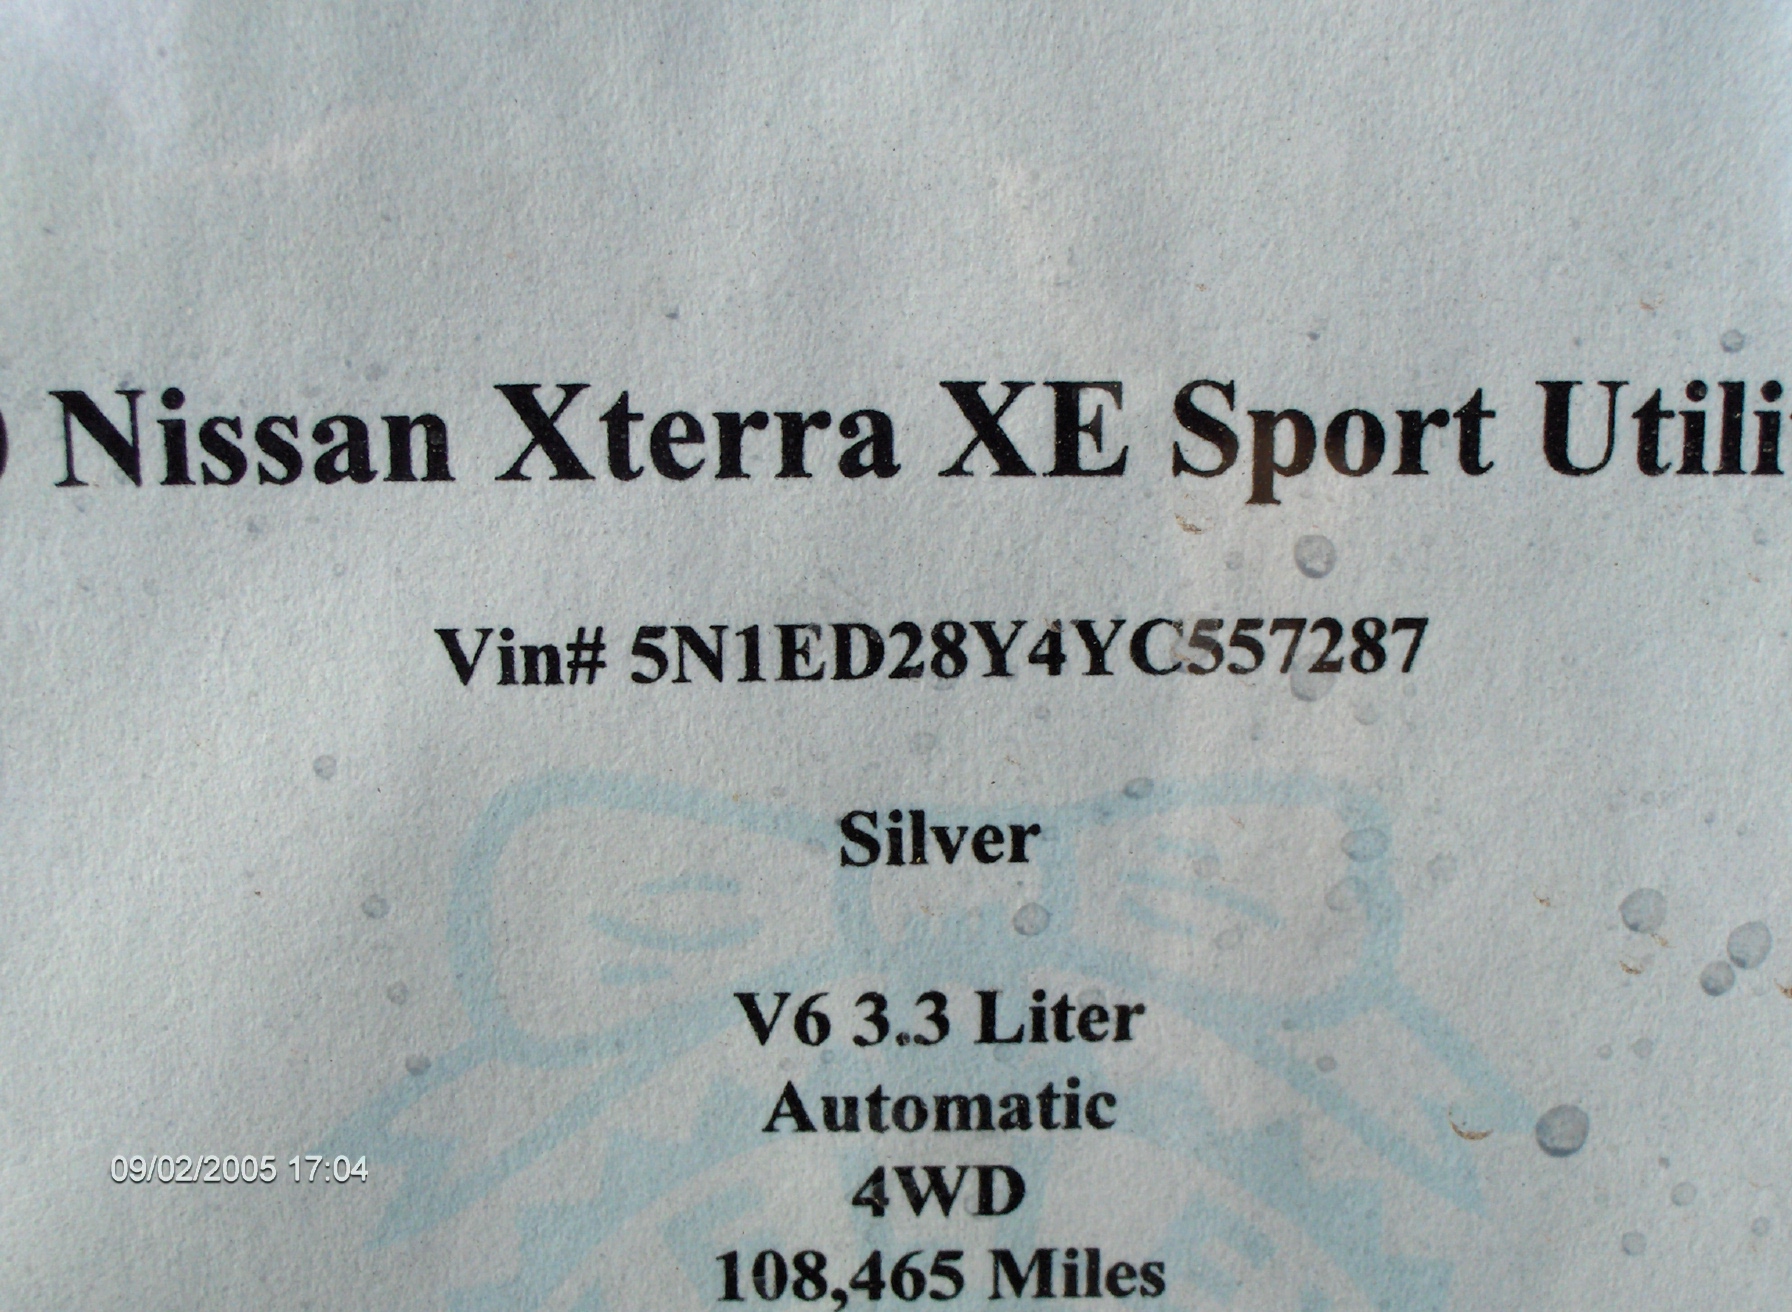 Nissan Xterra XE Sport Utili
Vin# 5N1ED28Y4YC557287
Silver
V6 3.3 Liter
Automatic
4WD
09/02/2005 17:04
108,465 Miles